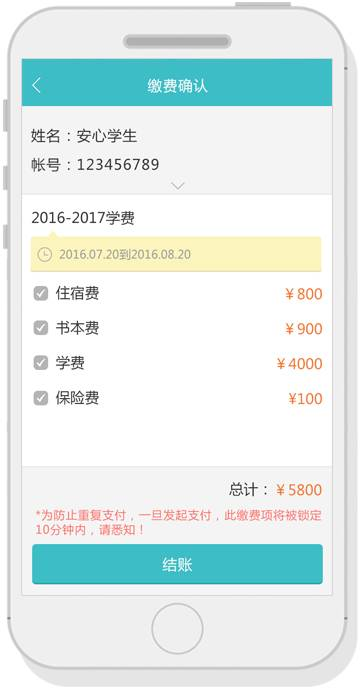 缴费确认
姓名：安心学生
帐号：123456789
2016-2017学费
2016.07.20到2016.08.20
住宿费 ￥800
书本费 ￥900
学费 ￥4000
保险费 ¥100
总计：￥5800
*为防止重复支付，一旦发起支付，此缴费项将被锁定
10分钟内，请悉知！
结账